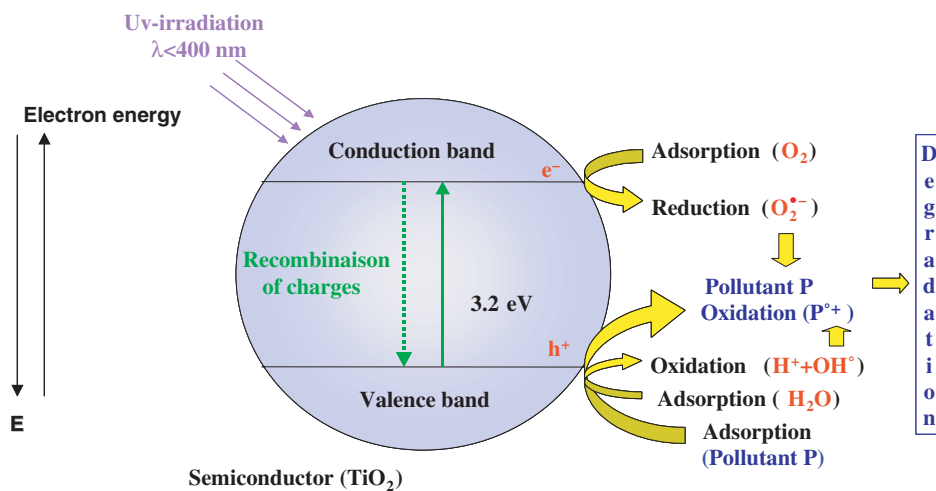 Uv-irradiation
λ<400 nm
Electron energy
E
Conduction band
e⁻
Recombinaison
of charges
3.2 eV
h⁺
Valence band
Semiconductor (TiO₂)
Adsorption (O₂)
Reduction (O₂•⁻)
Pollutant P
Oxidation (P°⁺)
Oxidation (H⁺+OH°)
Adsorption (H₂O)
Adsorption
(Pollutant P)
Degradation